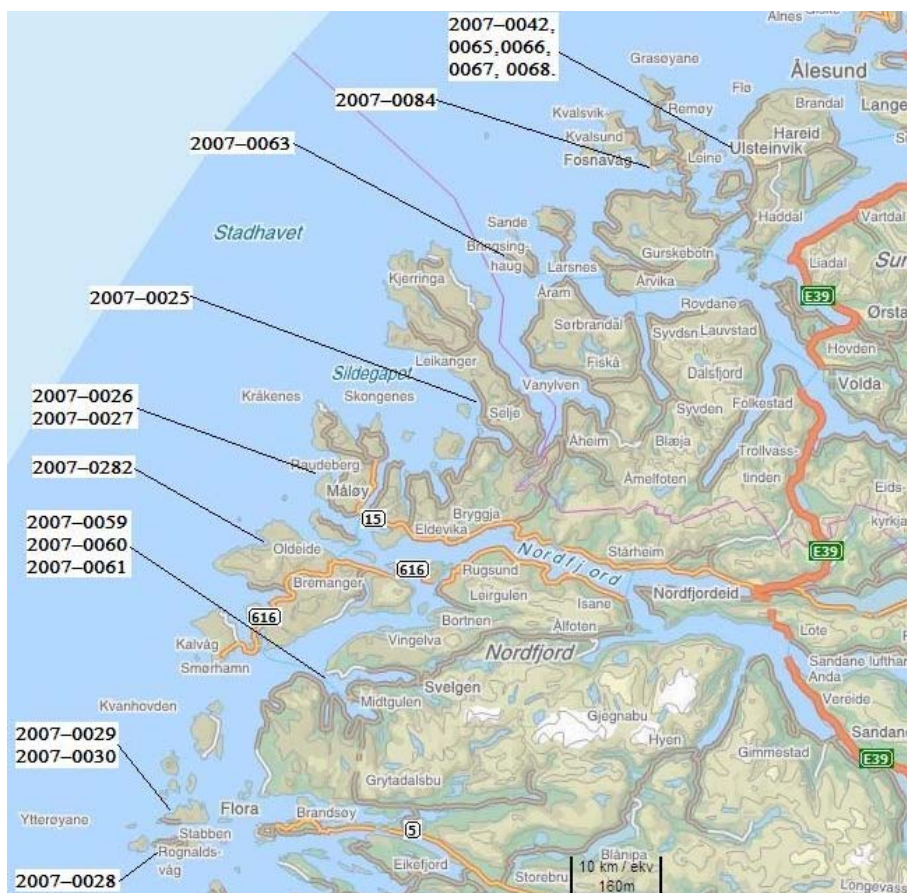 Alnes
2007–0042,
0065,0066,
0067, 0068.
Grasøyane
Flø
Ålesund
2007–0084
Kvalsvik
Remøy
Brandal
Lange
Kvalsund
Hareid
2007–0063
Fosnavåg
Leine
Ulsteinvik
Sande
Haddal
Vartdal
Stadhavet
Bringsing-
haug
Gurskebotn
Larsnes
Liadal
Sur
Kjerringa
Åram
Årvika
E39
2007–0025
Rovdane
Ørsta
Sørbrandal
Syvdsn
Lauvstad
Hovden
Leikanger
Fiskå
Sildegapet
Dalsfjord
Volda
2007–0026
2007–0027
Kråkenes
Skongenes
Vanylven
Selje
Syvden
Folkestad
Åheim
Blæja
Trollvass-
tinden
2007–0282
Raudeberg
Åmelfoten
Måløy
Eids-
kyrkja
15
Bryggja
Eldevika
2007–0059
2007–0060
2007–0061
Oldeide
Nordfjord
Stårheim
E39
616
Bremanger
Rugsund
Leirgulen
Nordfjordeid
Isane
616
Bortnen
Ålfoten
Løte
Kalvåg
Vingelva
Nordfjord
Smørhamn
Sandane lufthar
Anda
Svelgen
Midtgulen
Vereide
Kvanhovden
Gjegnabu
2007–0029
2007–0030
Hyen
Sandane
Gimmestad
E39
Grytadalsbu
Flora
Brandsøy
Ytterøyane
Stabben
5
Rognalds-
våg
Eikefjord
Blånipa
10 km / ekv
160m
2007–0028
Storebru
Longevass